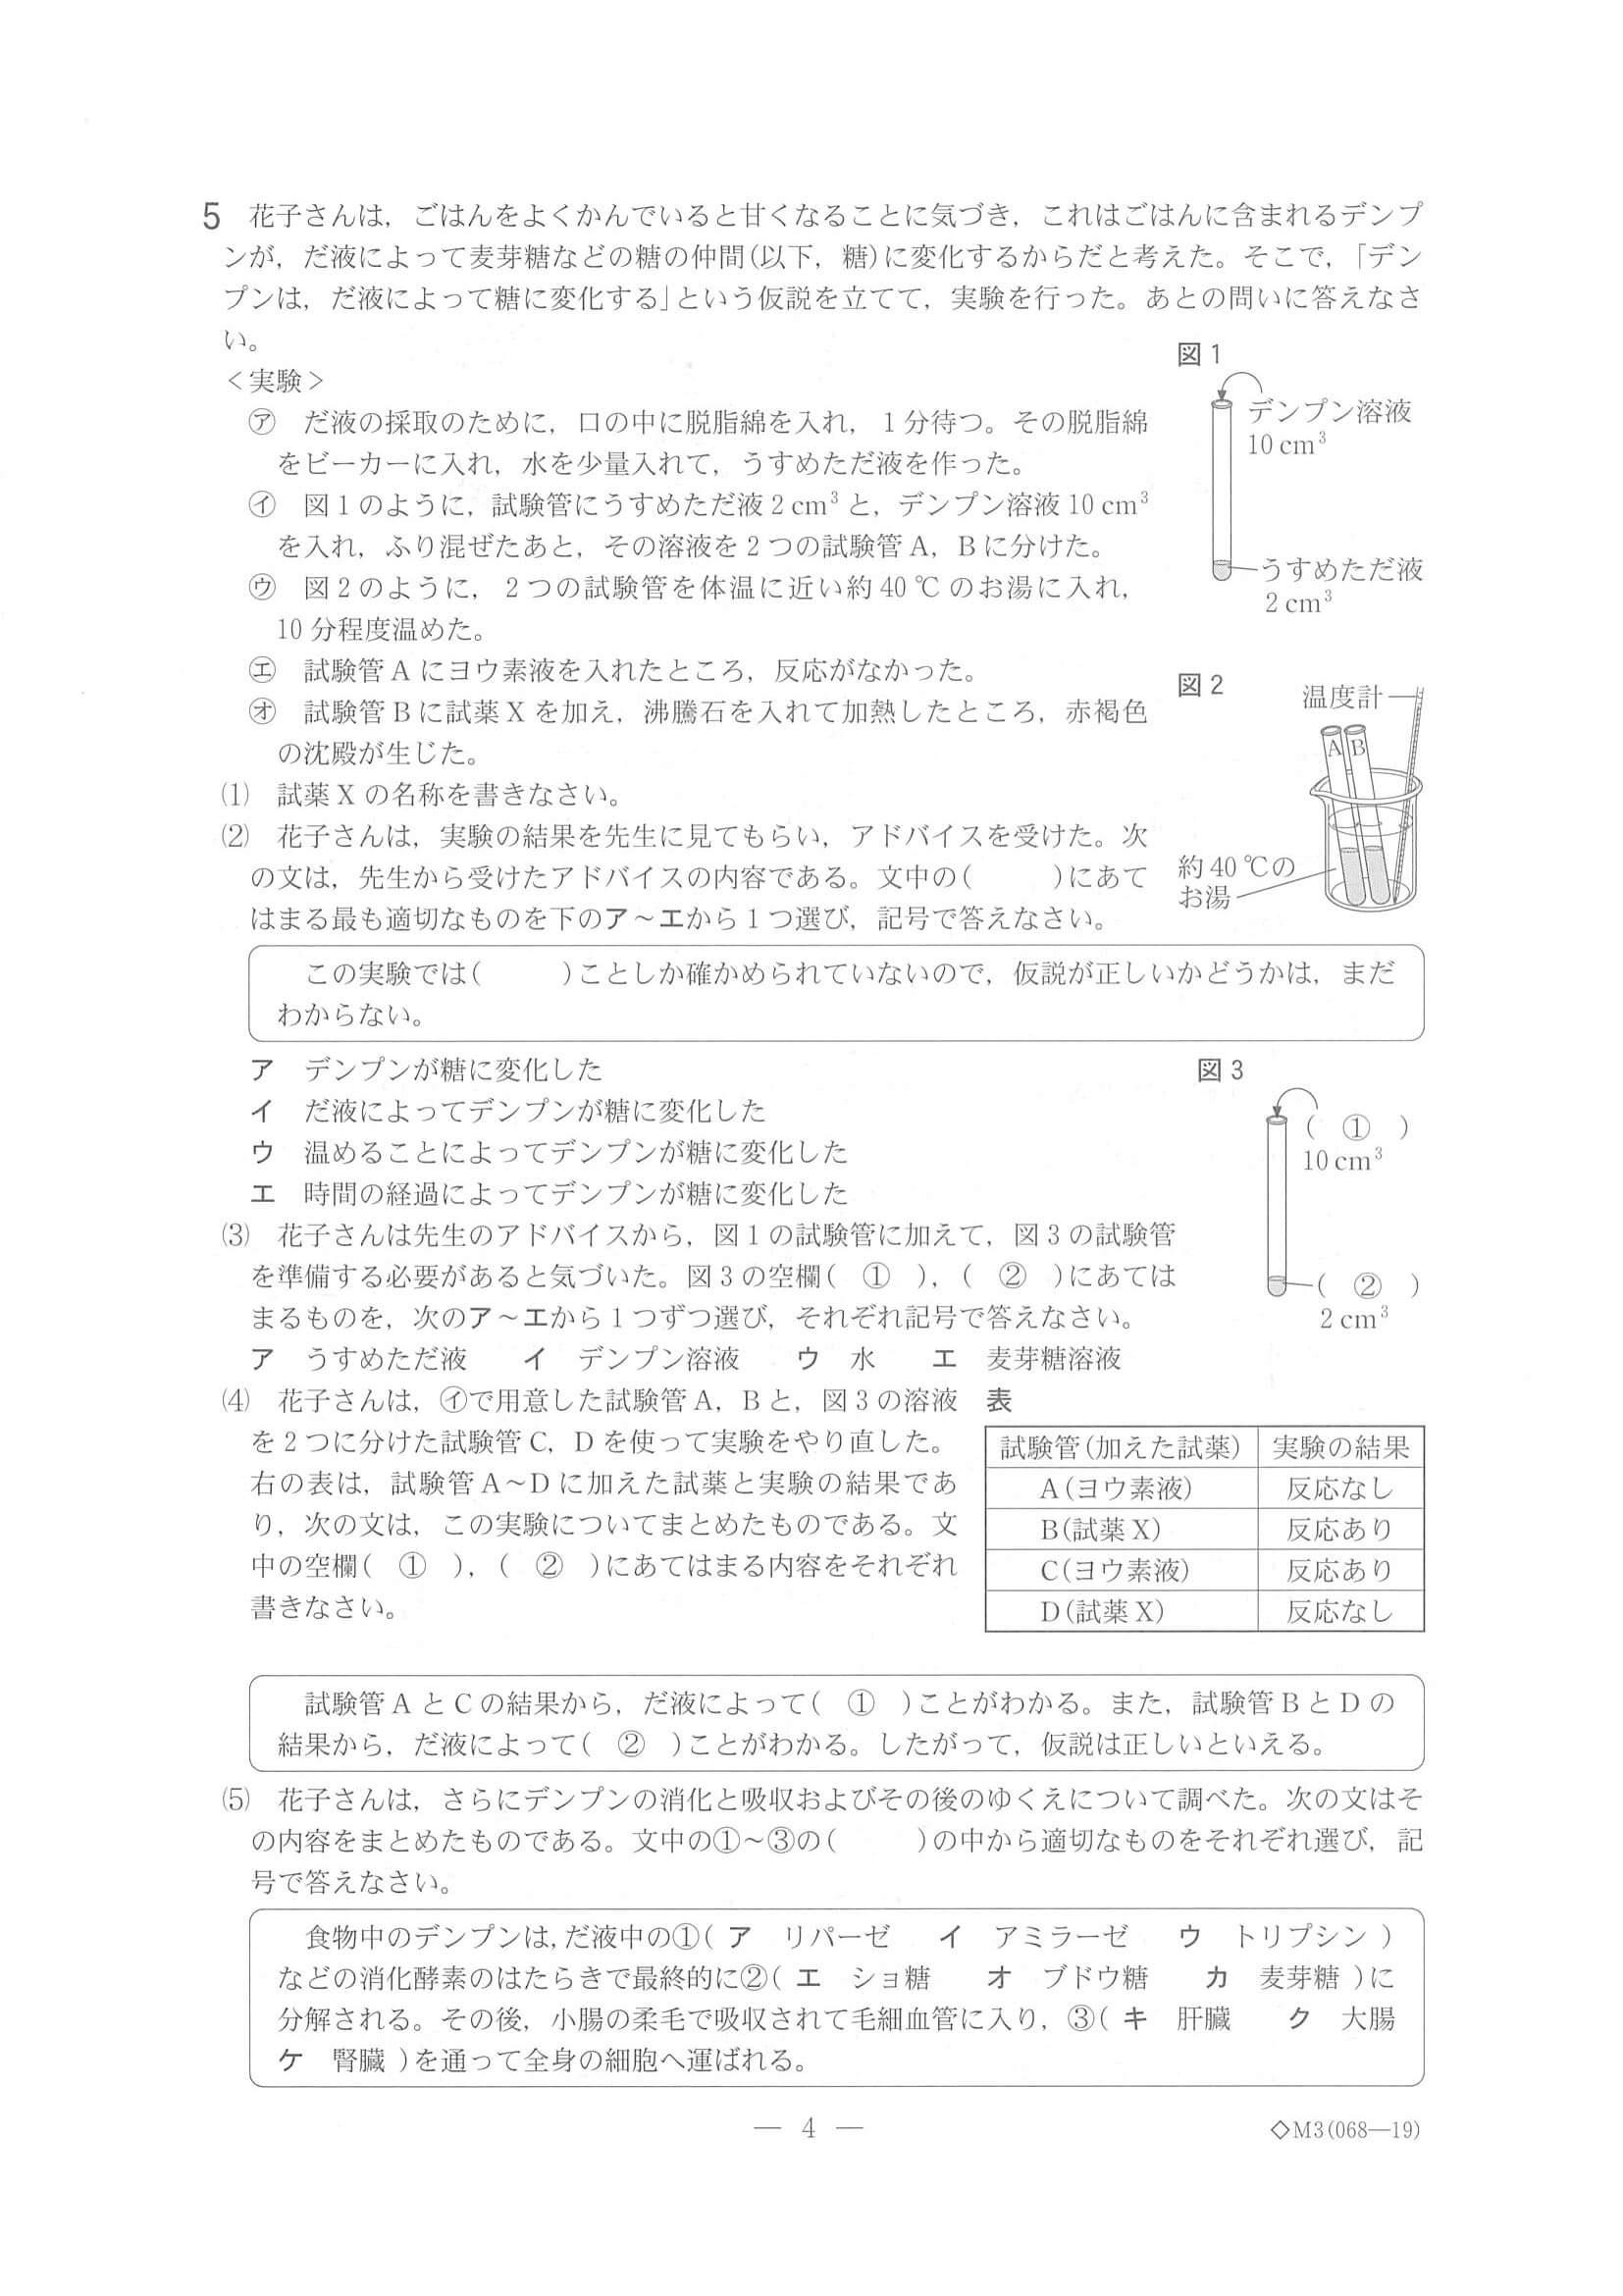 5 花子さんは，ごはんをよくかんでいると甘くなることに気づき，これはごはんに含まれるデンプ
ンが，だ液によって麦芽糖などの糖の仲間(以下，糖)に変化するからだと考えた。そこで，「デン
プンは，だ液によって糖に変化する」という仮説を立てて，実験を行った。あとの問いに答えなさ
い。
＜実験＞
㋐ だ液の採取のために，口の中に脱脂綿を入れ，1分待つ。その脱脂綿
をビーカーに入れ，水を少量入れて，うすめただ液を作った。
㋑ 図1のように，試験管にうすめただ液2 cm³と，デンプン溶液10 cm³
を入れ，ふり混ぜたあと，その溶液を2つの試験管A，Bに分けた。
㋒ 図2のように，2つの試験管を体温に近い約40 ℃のお湯に入れ，
10分程度温めた。
㋓ 試験管Aにヨウ素液を入れたところ，反応がなかった。
㋔ 試験管Bに試薬Xを加え，沸騰石を入れて加熱したところ，赤褐色
の沈殿が生じた。
図1
デンプン溶液
10 cm³
うすめただ液
2 cm³
図2
温度計
A B
約40 ℃の
お湯
⑴ 試薬Xの名称を書きなさい。
⑵ 花子さんは，実験の結果を先生に見てもらい，アドバイスを受けた。次
の文は，先生から受けたアドバイスの内容である。文中の( )にあて
はまる最も適切なものを下のア～エから1つ選び，記号で答えなさい。
この実験では( )ことしか確かめられていないので，仮説が正しいかどうかは，まだ
わからない。
ア デンプンが糖に変化した
イ だ液によってデンプンが糖に変化した
ウ 温めることによってデンプンが糖に変化した
エ 時間の経過によってデンプンが糖に変化した
図3
( ① )
10 cm³
( ② )
2 cm³
⑶ 花子さんは先生のアドバイスから，図1の試験管に加えて，図3の試験管
を準備する必要があると気づいた。図3の空欄( ① )，( ② )にあては
まるものを，次のア～エから1つずつ選び，それぞれ記号で答えなさい。
ア うすめただ液 イ デンプン溶液 ウ 水 エ 麦芽糖溶液
⑷ 花子さんは，㋑で用意した試験管A，Bと，図3の溶液
を2つに分けた試験管C，Dを使って実験をやり直した。
右の表は，試験管A～Dに加えた試薬と実験の結果であ
り，次の文は，この実験についてまとめたものである。文
中の空欄( ① )，( ② )にあてはまる内容をそれぞれ
書きなさい。
表
試験管(加えた試薬) 実験の結果
A(ヨウ素液) 反応なし
B(試薬X) 反応あり
C(ヨウ素液) 反応あり
D(試薬X) 反応なし
試験管AとCの結果から，だ液によって( ① )ことがわかる。また，試験管BとDの
結果から，だ液によって( ② )ことがわかる。したがって，仮説は正しいといえる。
⑸ 花子さんは，さらにデンプンの消化と吸収およびその後のゆくえについて調べた。次の文はそ
の内容をまとめたものである。文中の①～③の( )の中から適切なものをそれぞれ選び，記
号で答えなさい。
食物中のデンプンは，だ液中の①( ア リパーゼ イ アミラーゼ ウ トリプシン )
などの消化酵素のはたらきで最終的に②( エ ショ糖 オ ブドウ糖 カ 麦芽糖 )に
分解される。その後，小腸の柔毛で吸収されて毛細血管に入り，③( キ 肝臓 ク 大腸
ケ 腎臓 )を通って全身の細胞へ運ばれる。
— 4 —
◇M3(068—19)